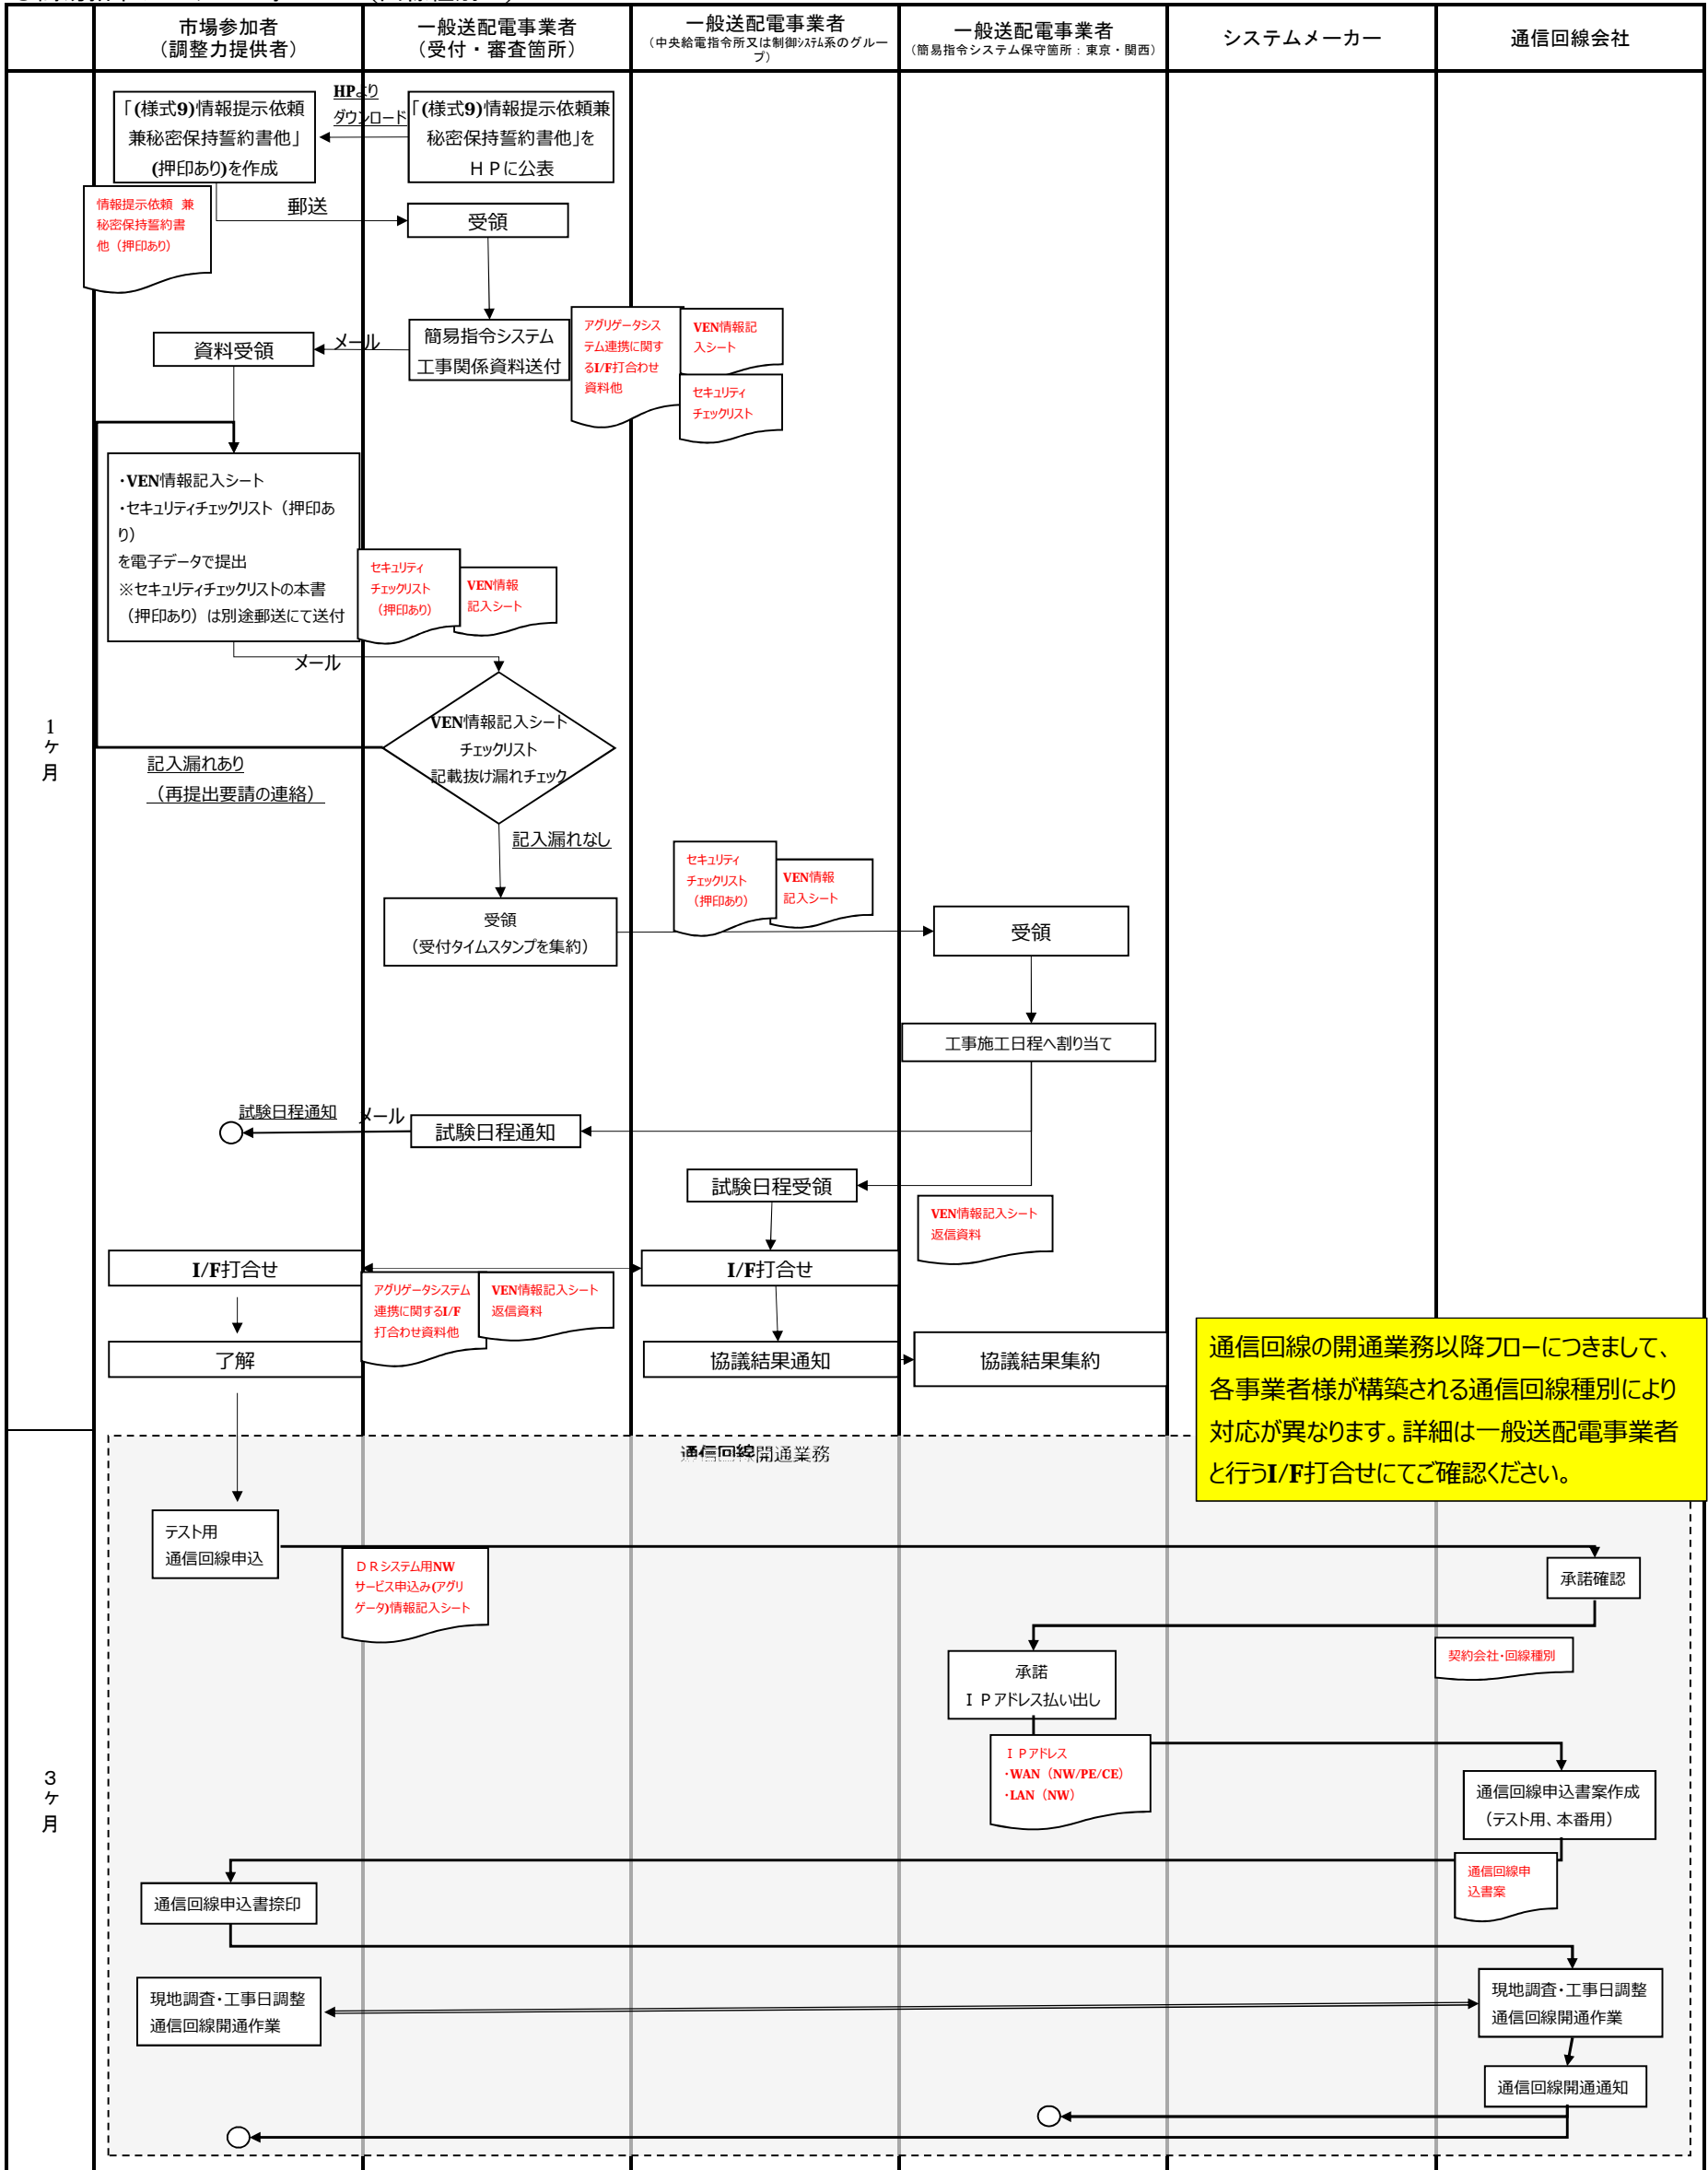 市場参加者
（調整力提供者）
一般送配電事業者
（受付・審査箇所）
一般送配電事業者
（中央給電指令所又は制御ｼｽﾃﾑ系のグルー
プ）
一般送配電事業者
（簡易指令システム保守箇所：東京・関西）
システムメーカー
通信回線会社
1ヶ月
「(様式9)情報提示依頼
兼秘密保持誓約書他」
(押印あり)を作成
HPより
ダウンロード
「(様式9)情報提示依頼兼
秘密保持誓約書他」を
ＨＰに公表
情報提示依頼　兼
秘密保持誓約書
他（押印あり）
郵送
受領
資料受領
メール
簡易指令システム
工事関係資料送付
アグリゲータシス
テム連携に関す
るI/F打合わせ
資料他
VEN情報記
入シート
セキュリティ
チェックリスト
・VEN情報記入シート
・セキュリティチェックリスト（押印あ
り）
を電子データで提出
※セキュリティチェックリストの本書
（押印あり）は別途郵送にて送付
セキュリティ
チェックリスト
（押印あり）
VEN情報
記入シート
メール
VEN情報記入シート
チェックリスト
記載抜け漏れチェック
記入漏れあり
（再提出要請の連絡）
記入漏れなし
セキュリティ
チェックリスト
（押印あり）
VEN情報
記入シート
受領
（受付タイムスタンプを集約）
受領
工事施工日程へ割り当て
試験日程通知
メール
試験日程通知
試験日程受領
VEN情報記入シート
返信資料
I/F打合せ
I/F打合せ
アグリゲータシステム
連携に関するI/F
打合わせ資料他
VEN情報記入シート
返信資料
了解
協議結果通知
協議結果集約
通信回線の開通業務以降フローにつきまして、
各事業者様が構築される通信回線種別により
対応が異なります。詳細は一般送配電事業者
と行うI/F打合せにてご確認ください。
3ヶ月
通信回線開通業務
テスト用
通信回線申込
ＤＲシステム用NW
サービス申込み(アグリ
ゲータ)情報記入シート
承諾確認
契約会社・回線種別
承諾
ＩＰアドレス払い出し
ＩＰアドレス
・WAN（NW/PE/CE）
・LAN（NW）
通信回線申込書案作成
（テスト用、本番用）
通信回線申
込書案
通信回線申込書捺印
現地調査・工事日調整
通信回線開通作業
現地調査・工事日調整
通信回線開通作業
通信回線開通通知